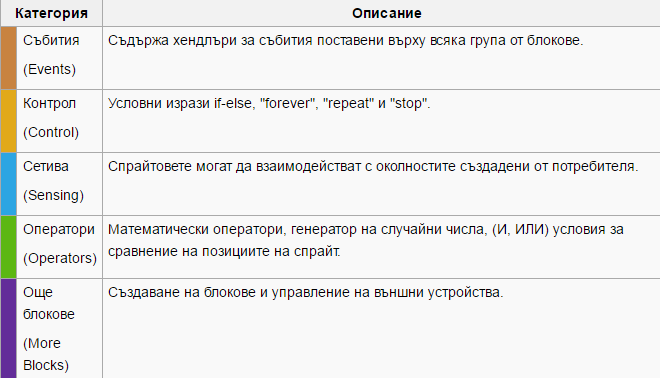 Категория Описание
Събития Съдържа хендлъри за събития поставени върху всяка група от блокове.
(Events)
Контрол Условни изрази if-else, "forever", "repeat" и "stop".
(Control)
Сетива Спрайтовете могат да взаимодействат с околностите създадени от потребителя.
(Sensing)
Оператори Математически оператори, генератор на случайни числа, (И, ИЛИ) условия за
(Operators) сравнение на позициите на спрайт.
Още Създаване на блокове и управление на външни устройства.
блокове
(More
Blocks)